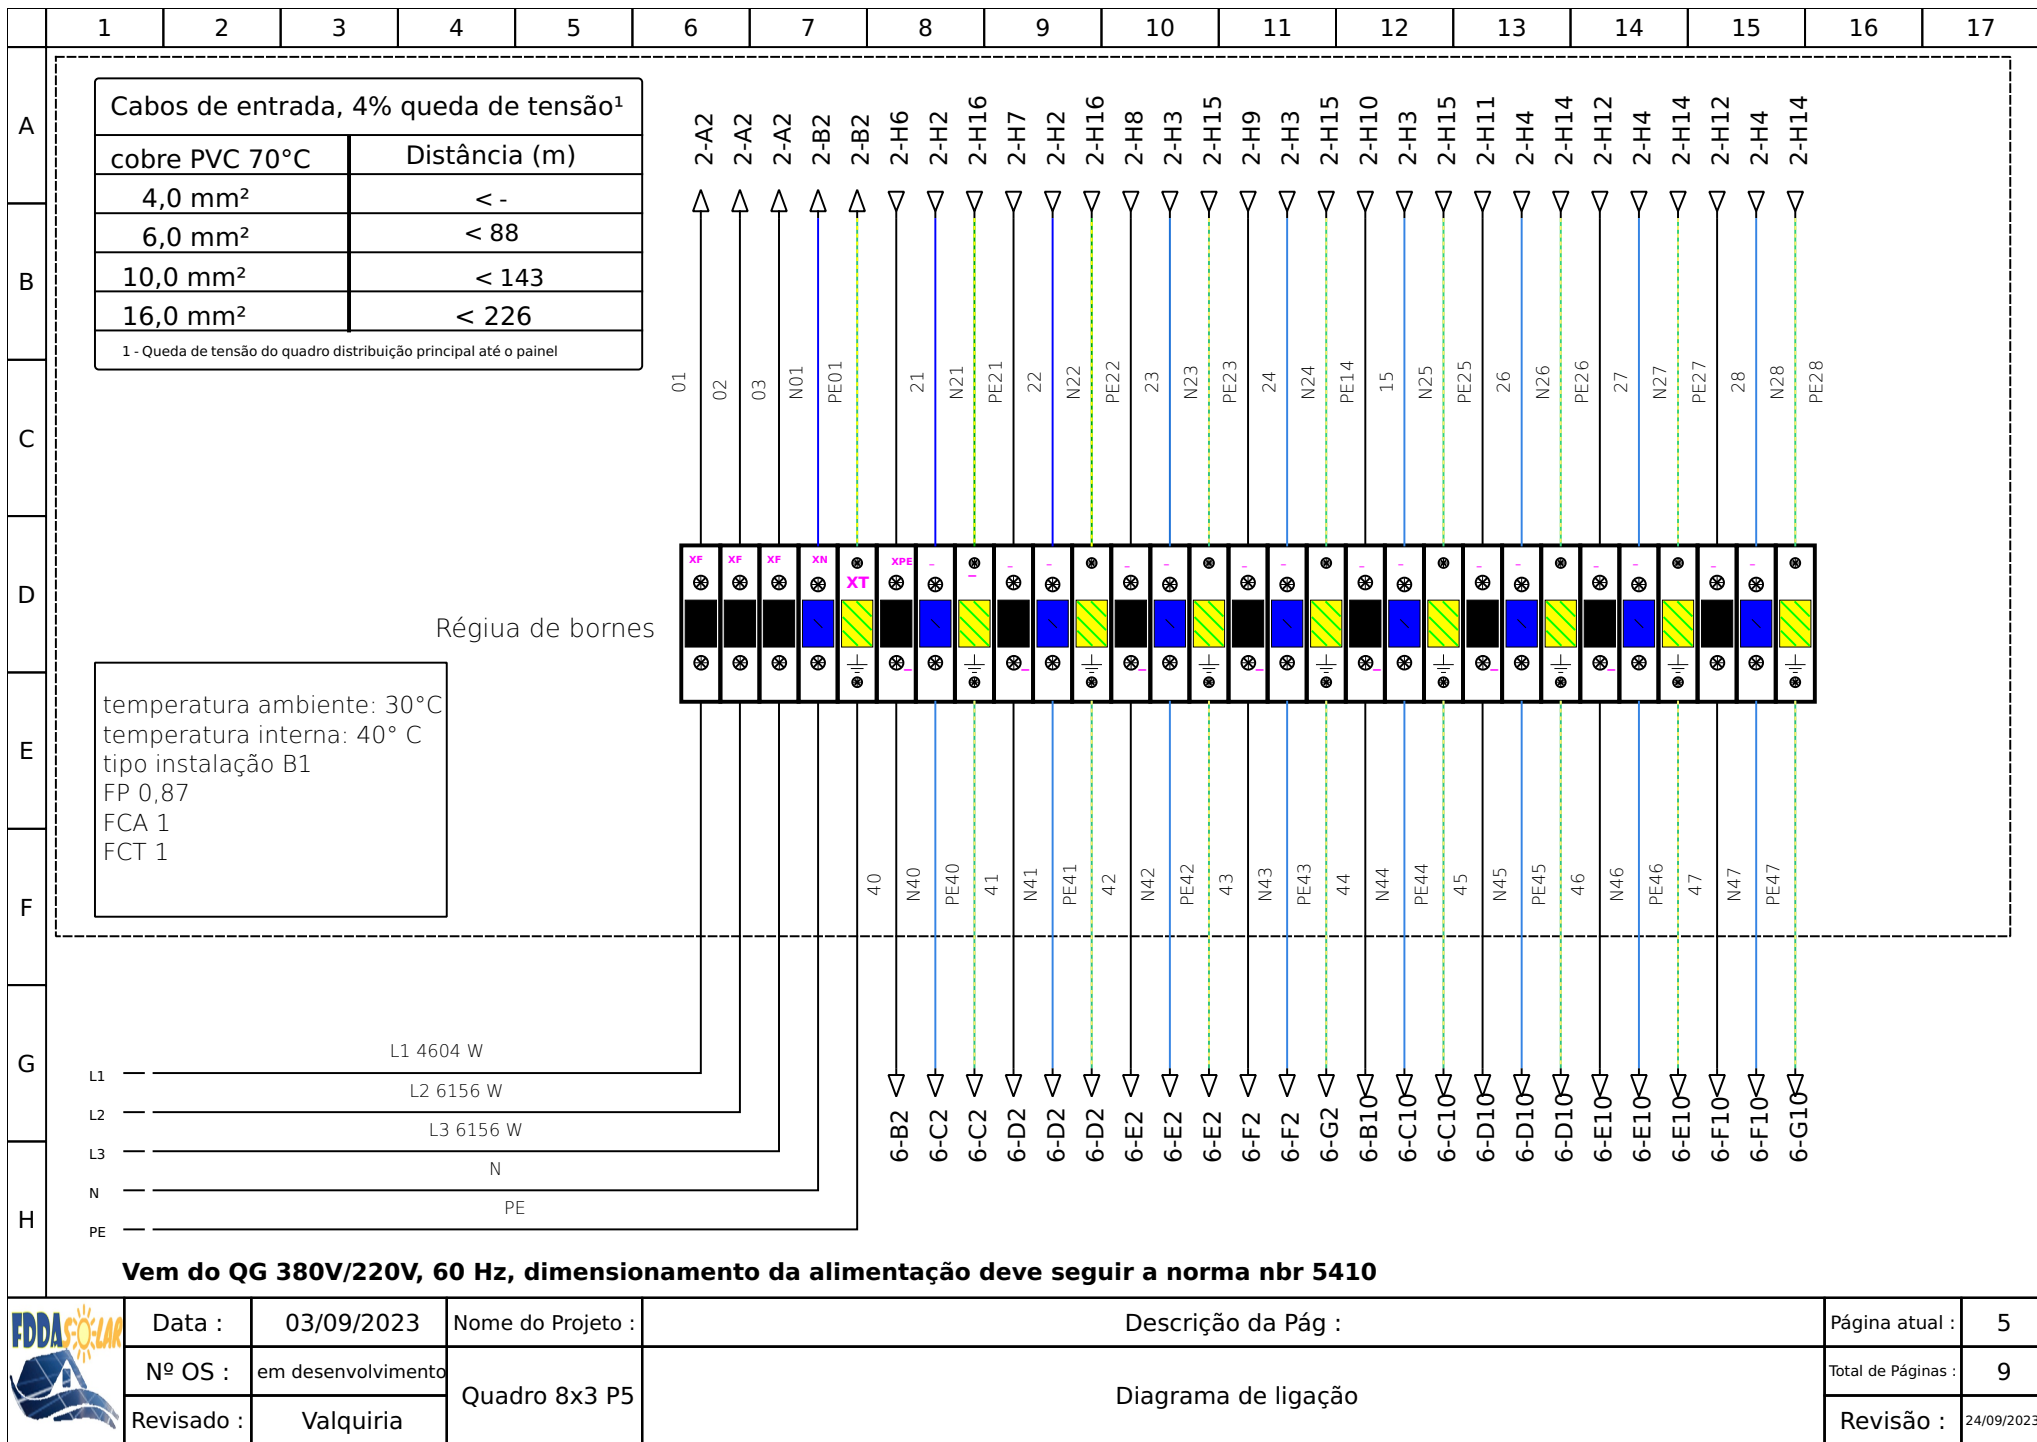 1 2 3 4 5 6 7 8 9 10 11 12 13 14 15 16 17
A
B
C
D
E
F
G
H
Cabos de entrada, 4% queda de tensão¹
cobre PVC 70°C Distância (m)
4,0 mm² < -
6,0 mm² < 88
10,0 mm² < 143
16,0 mm² < 226
1 - Queda de tensão do quadro distribuição principal até o painel
2-A2 2-A2 2-A2 2-B2 2-B2 2-H6 2-H2 2-H16 2-H7 2-H2 2-H16 2-H8 2-H3 2-H15 2-H9 2-H3 2-H15 2-H10 2-H3 2-H15 2-H11 2-H4 2-H14 2-H12 2-H4 2-H14 2-H12 2-H4 2-H14
01 02 03 N01 PE01 21 N21 PE21 22 N22 PE22 23 N23 PE23 24 N24 PE14 15 N25 PE25 26 N26 PE26 27 N27 PE27 28 N28 PE28
XF XF XF XN XPE
XT
Régiua de bornes
temperatura ambiente: 30°C
temperatura interna: 40° C
tipo instalação B1
FP 0,87
FCA 1
FCT 1
40 N40 PE40 41 N41 PE41 42 N42 PE42 43 N43 PE43 44 N44 PE44 45 N45 PE45 46 N46 PE46 47 N47 PE47
L1 L1 4604 W
L2 L2 6156 W
L3 L3 6156 W
N N
PE PE
6-B2 6-C2 6-C2 6-D2 6-D2 6-D2 6-E2 6-E2 6-E2 6-F2 6-F2 6-G2 6-B10 6-C10 6-C10 6-D10 6-D10 6-D10 6-E10 6-E10 6-E10 6-F10 6-F10 6-G10
Vem do QG 380V/220V, 60 Hz, dimensionamento da alimentação deve seguir a norma nbr 5410
FDDA SOLAR
Data : 03/09/2023 Nome do Projeto : Descrição da Pág : Página atual : 5
Nº OS : em desenvolvimento Quadro 8x3 P5 Diagrama de ligação Total de Páginas : 9
Revisado : Valquiria Revisão : 24/09/2023